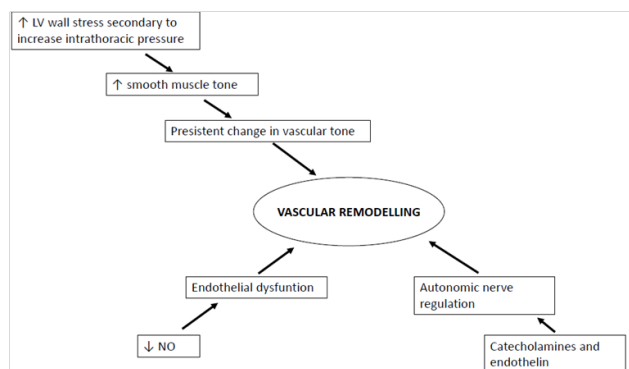 ↑ LV wall stress secondary to
increase intrathoracic pressure
↑ smooth muscle tone
Presistent change in vascular tone
VASCULAR REMODELLING
Endothelial dysfuntion
Autonomic nerve
regulation
↓ NO
Catecholamines and
endothelin